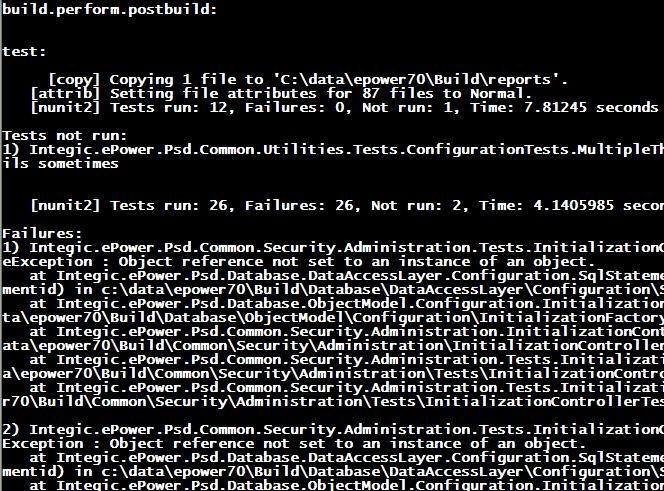 build.perform.postbuild:
test:
[copy] Copying 1 file to 'C:\data\epower70\Build\reports'.
[attrib] Setting file attributes for 87 files to Normal.
[nunit2] Tests run: 12, Failures: 0, Not run: 1, Time: 7.81245 seconds
Tests not run:
1) Integic.ePower.Psd.Common.Utilities.Tests.ConfigurationTests.MultipleTh
ils sometimes
[nunit2] Tests run: 26, Failures: 26, Not run: 2, Time: 4.1405985 secon
Failures:
1) Integic.ePower.Psd.Common.Security.Administration.Tests.InitializationC
eException : Object reference not set to an instance of an object.
at Integic.ePower.Psd.Database.DataAccessLayer.Configuration.SqlStateme
mentid) in c:\data\epower70\Build\Database\DataAccessLayer\Configuration\S
at Integic.ePower.Psd.Database.ObjectModel.Configuration.Initialization
ta\epower70\Build\Database\ObjectModel\Configuration\InitializationFactory
at Integic.ePower.Psd.Common.Security.Administration.InitializationCont
ata\epower70\Build\Common\Security\Administration\InitializationController
at Integic.ePower.Psd.Common.Security.Administration.Tests.Initializati
a\epower70\Build\Common\Security\Administration\Tests\InitializationContro
at Integic.ePower.Psd.Common.Security.Administration.Tests.Initializati
r70\Build\Common\Security\Administration\Tests\InitializationControllerTes
2) Integic.ePower.Psd.Common.Security.Administration.Tests.InitializationC
Exception : Object reference not set to an instance of an object.
at Integic.ePower.Psd.Database.DataAccessLayer.Configuration.SqlStateme
mentid) in c:\data\epower70\Build\Database\DataAccessLayer\Configuration\S
at Integic.ePower.Psd.Database.ObjectModel.Configuration.Initialization